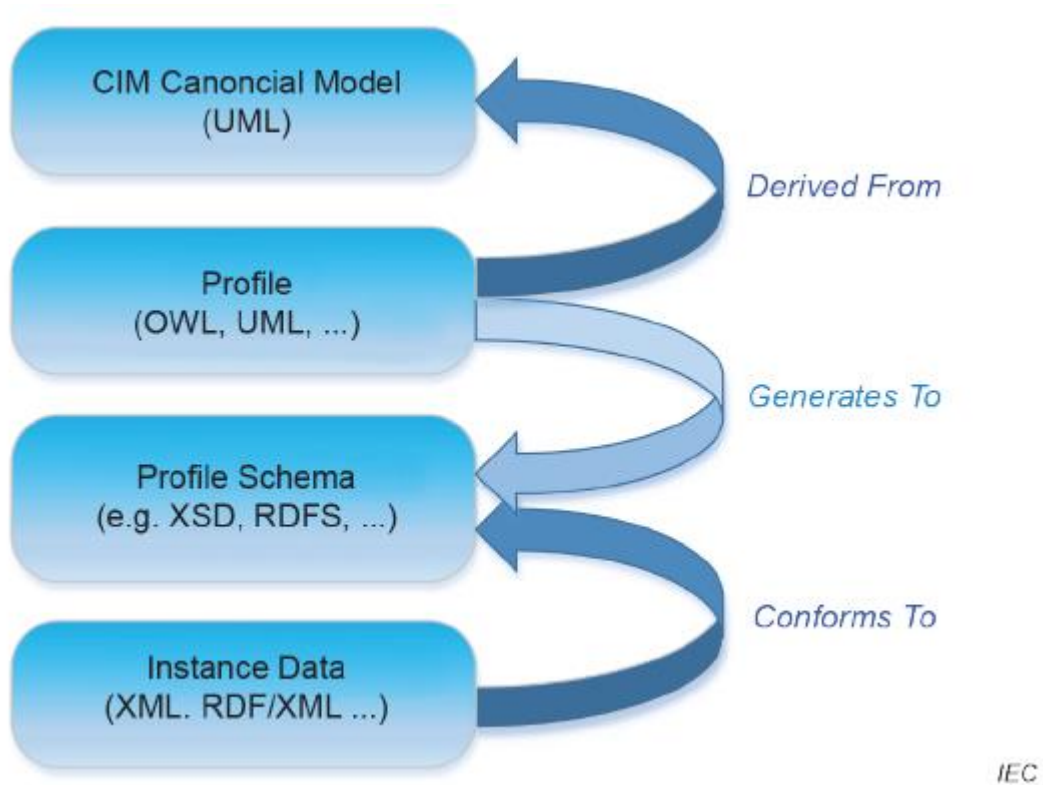 CIM Canoncial Model
(UML)
Derived From
Profile
(OWL, UML, ...)
Generates To
Profile Schema
(e.g. XSD, RDFS, ...)
Conforms To
Instance Data
(XML. RDF/XML ...)
IEC